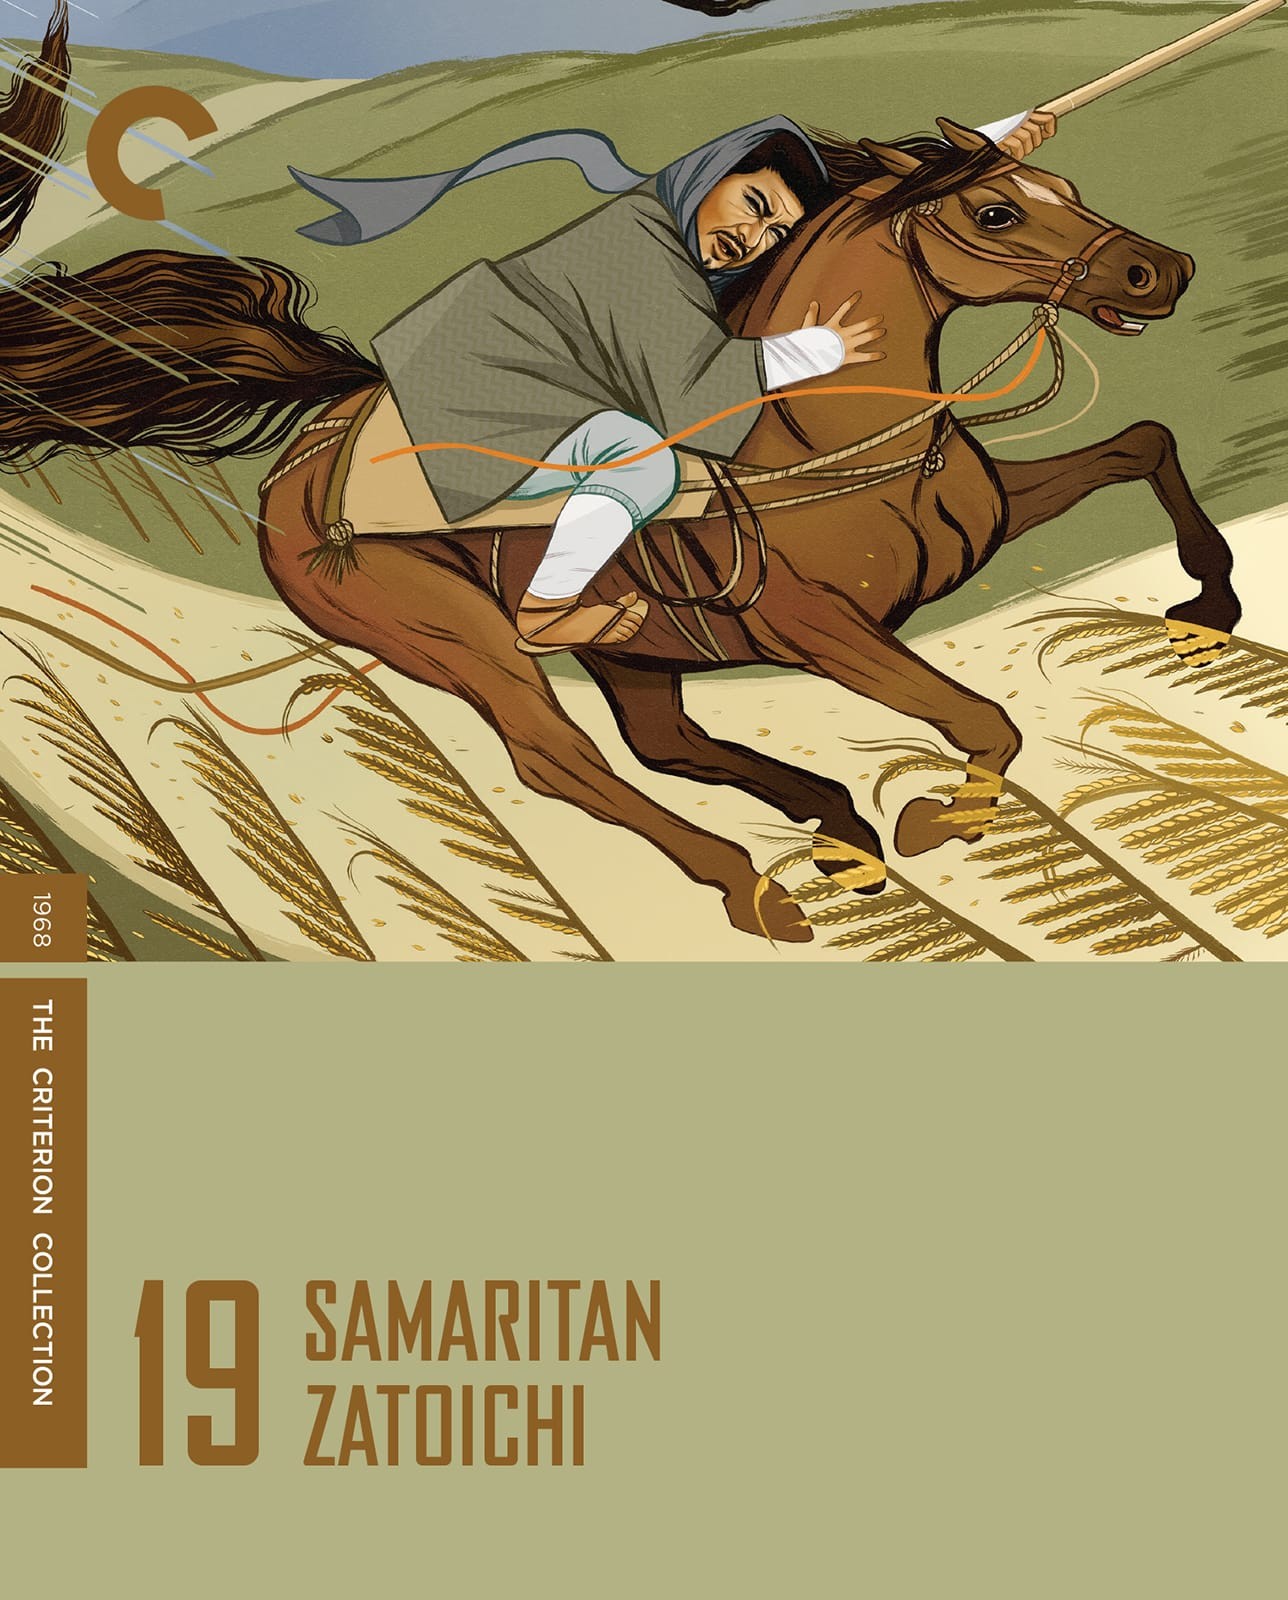 1968
THE CRITERION COLLECTION
19
SAMARITAN
ZATOICHI